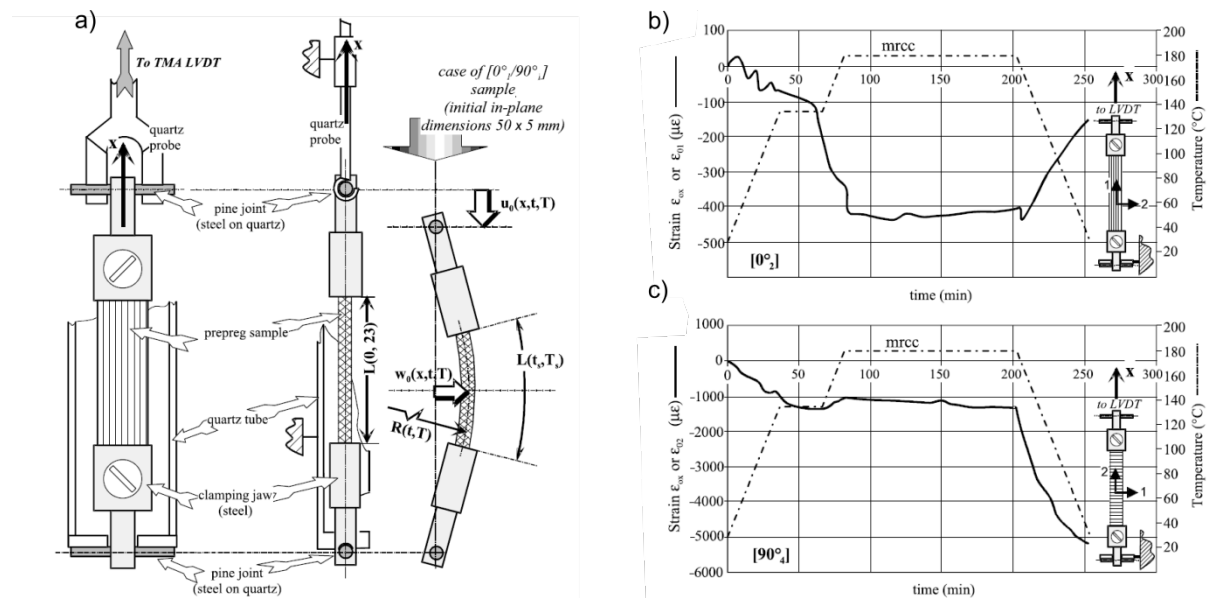 a)
To TMA LVDT
x
quartz
probe
x
pine joint
(steel on quartz)
prepreg sample
quartz tube
clamping jaw
(steel)
pine joint
(steel on quartz)
x
quartz
probe
L(0, 23)
case of [0°/90°]
sample
(initial in-plane
dimensions 50 x 5 mm)
u₀(x,t,T)
w₀(x,t,T)
R(t,T)
L(tₛ,Tₛ)
b)
Strain ε₀ₓ or ε₀₁ (με)
100
0
-100
-200
-300
-400
-500
mrcc
0 50 100 150 200 250 300
[0°₂]
time (min)
200
180
160
140
120
100
80
60
40
20
0
Temperature (°C)
x
to LVDT
1
2
c)
Strain ε₀ₓ or ε₀₂ (με)
1000
0
-1000
-2000
-3000
-4000
-5000
-6000
mrcc
0 50 100 150 200 250 300
[90°₄]
time (min)
200
180
160
140
120
100
80
60
40
20
0
Temperature (°C)
x
to LVDT
2
1